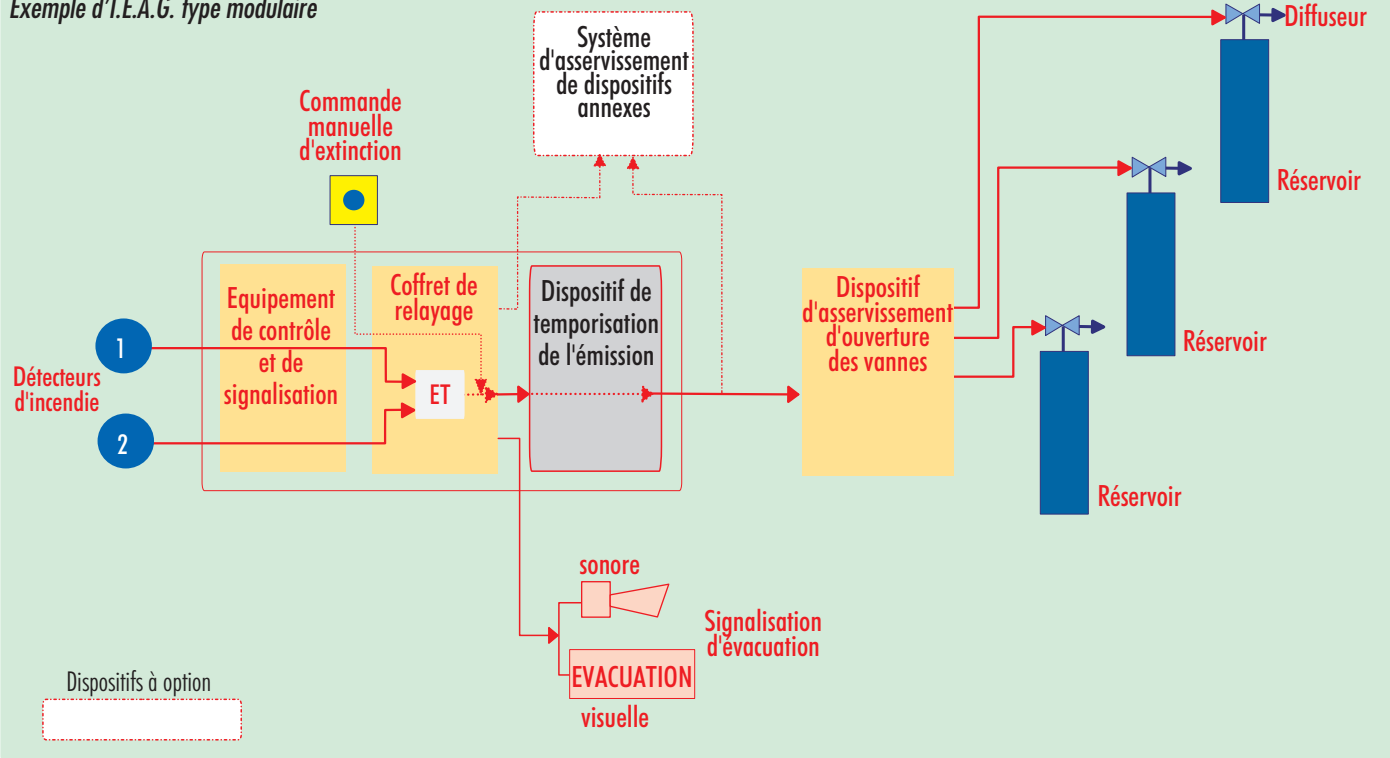 Exemple d'I.E.A.G. type modulaire
Diffuseur
Système
d'asservissement
de dispositifs
annexes
Commande
manuelle
d'extinction
Réservoir
Equipement
de contrôle
et de
signalisation
Coffret de
relayage
Dispositif de
temporisation
de l'émission
Dispositif
d'asservissement
d'ouverture
des vannes
Réservoir
1
Détecteurs
d'incendie
2
ET
Réservoir
sonore
Signalisation
d'évacuation
EVACUATION
visuelle
Dispositifs à option